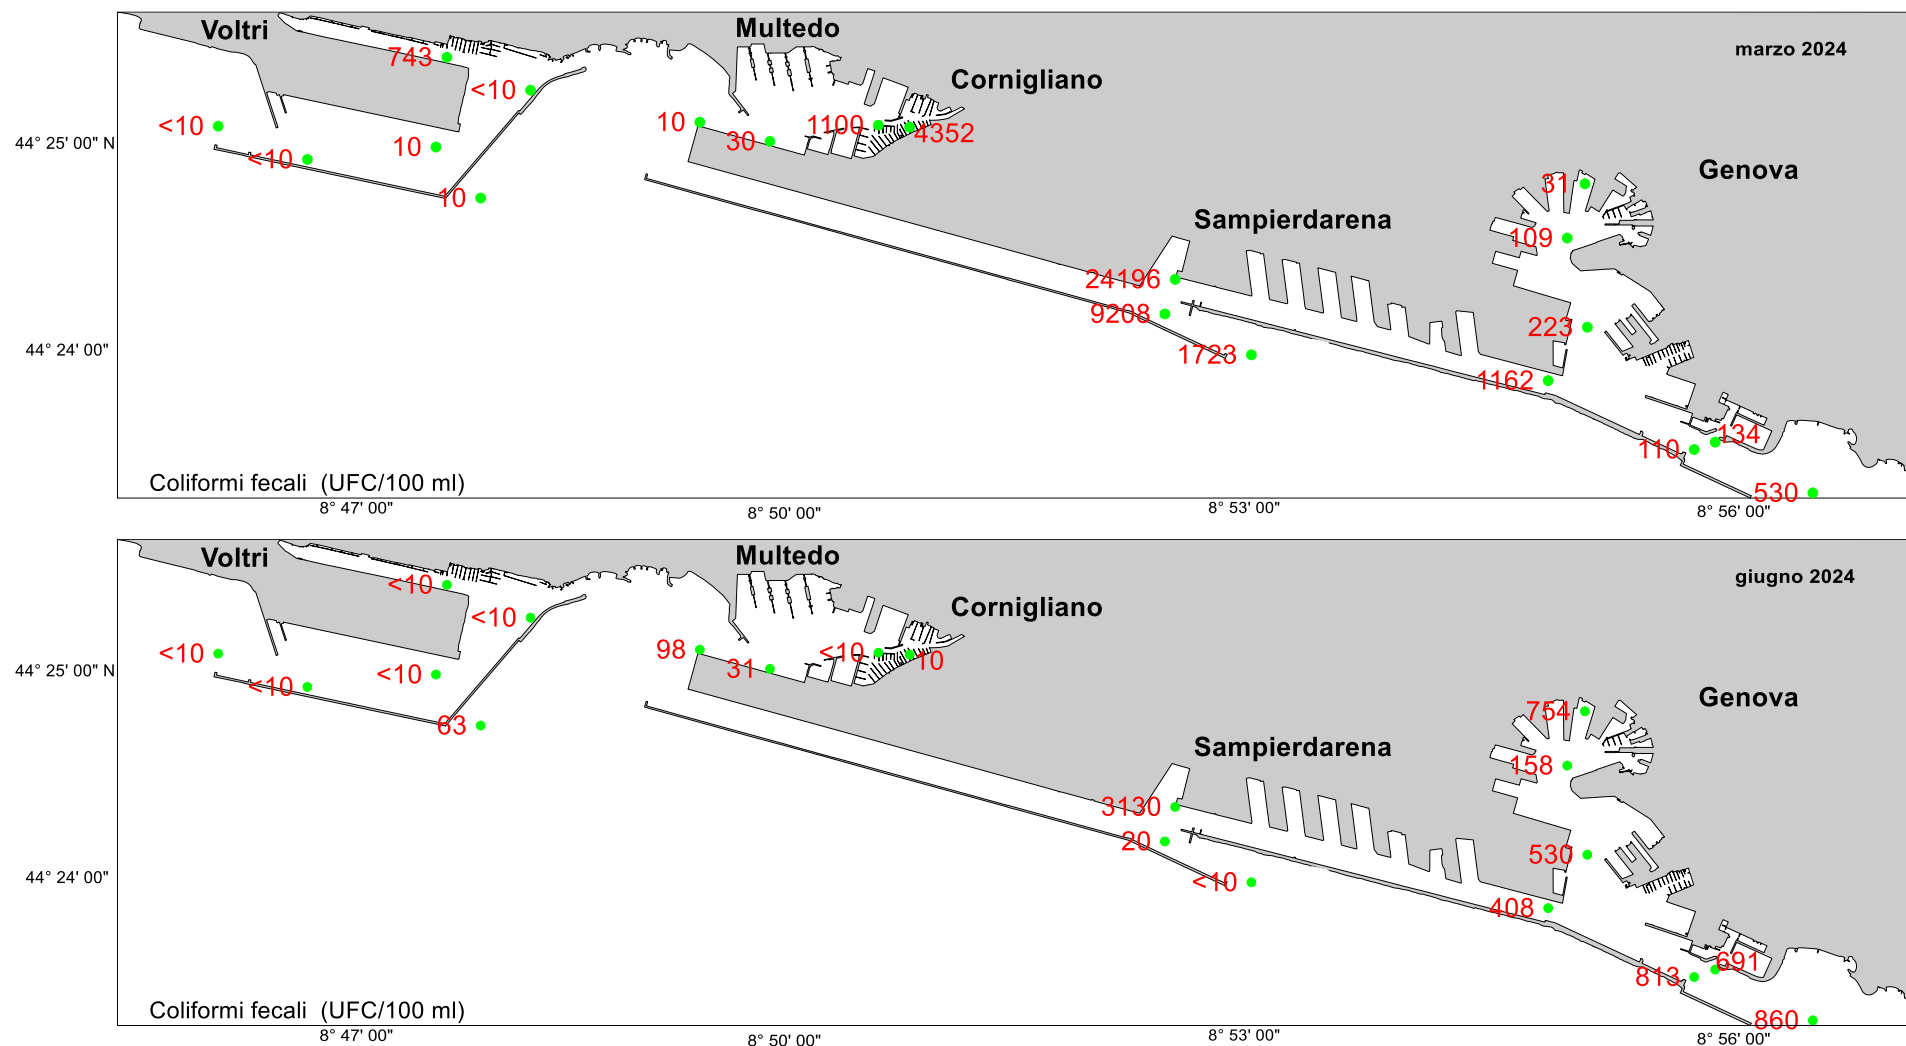 Voltri
Multedo
marzo 2024
743
Cornigliano
<10
<10
10
1100
4352
44° 25' 00" N
30
10
<10
Genova
31
10
Sampierdarena
109
24196
9208
223
44° 24' 00"
1723
1162
134
110
Coliformi fecali (UFC/100 ml)
530
8° 47' 00"
8° 50' 00"
8° 53' 00"
8° 56' 00"
Voltri
Multedo
giugno 2024
<10
Cornigliano
<10
<10
98
<10
10
44° 25' 00" N
31
<10
<10
Genova
754
63
Sampierdarena
158
3130
20
530
44° 24' 00"
<10
408
691
813
Coliformi fecali (UFC/100 ml)
860
8° 47' 00"
8° 50' 00"
8° 53' 00"
8° 56' 00"